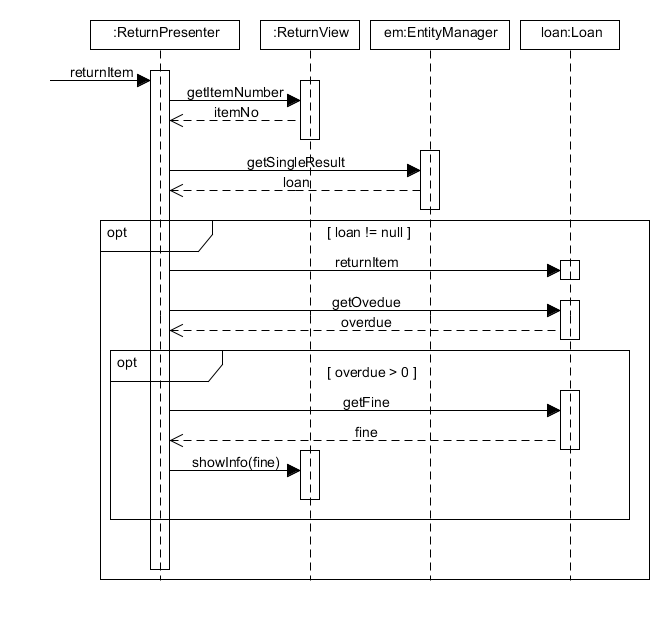 :ReturnPresenter :ReturnView em:EntityManager loan:Loan
returnItem
getItemNumber
itemNo
getSingleResult
loan
opt [ loan != null ]
returnItem
getOvedue
overdue
opt
[ overdue > 0 ]
getFine
fine
showInfo(fine)